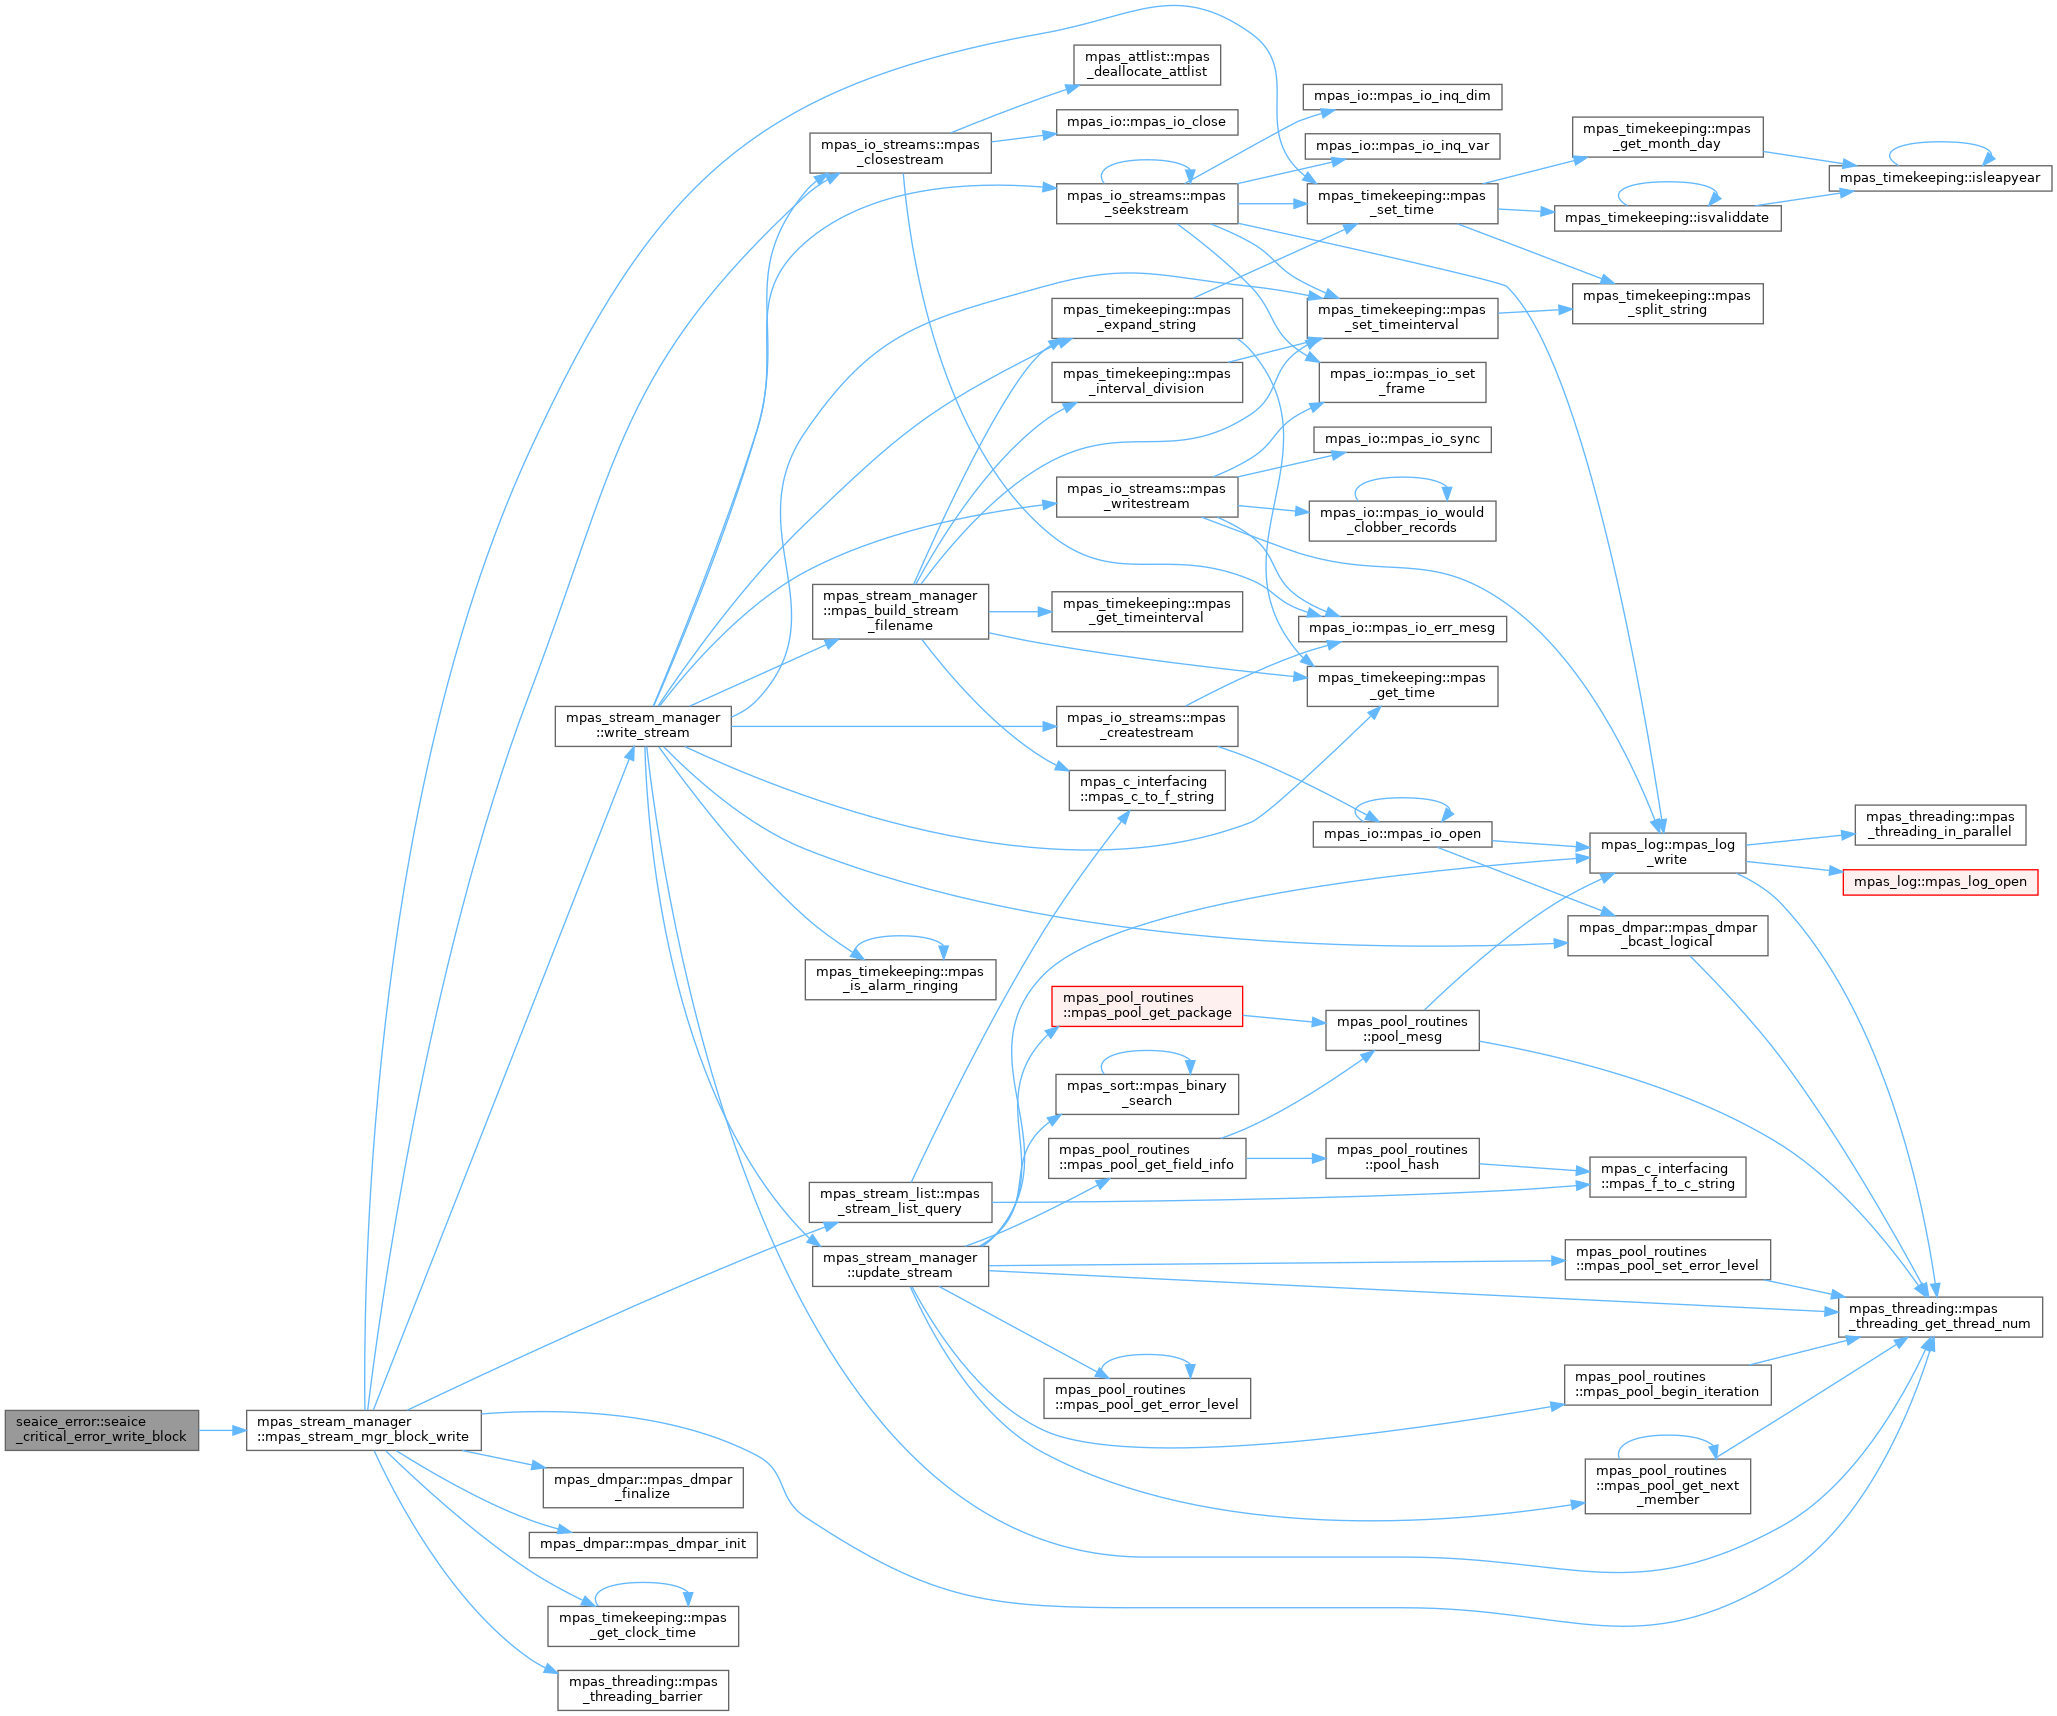 seaice_error::seaice
_critical_error_write_block
mpas_stream_manager
::mpas_stream_mgr_block_write
mpas_stream_manager
::write_stream
mpas_dmpar::mpas_dmpar
_finalize
mpas_dmpar::mpas_dmpar_init
mpas_timekeeping::mpas
_get_clock_time
mpas_threading::mpas
_threading_barrier
mpas_io_streams::mpas
_closestream
mpas_stream_manager
::mpas_build_stream
_filename
mpas_timekeeping::mpas
_is_alarm_ringing
mpas_stream_list::mpas
_stream_list_query
mpas_stream_manager
::update_stream
mpas_attlist::mpas
_deallocate_attlist
mpas_io::mpas_io_close
mpas_io_streams::mpas
_seekstream
mpas_timekeeping::mpas
_expand_string
mpas_timekeeping::mpas
_interval_division
mpas_io_streams::mpas
_writestream
mpas_timekeeping::mpas
_get_timeinterval
mpas_io_streams::mpas
_createstream
mpas_c_interfacing
::mpas_c_to_f_string
mpas_pool_routines
::mpas_pool_get_package
mpas_sort::mpas_binary
_search
mpas_pool_routines
::mpas_pool_get_field_info
mpas_pool_routines
::mpas_pool_get_error_level
mpas_io::mpas_io_inq_dim
mpas_io::mpas_io_inq_var
mpas_timekeeping::mpas
_set_time
mpas_timekeeping::mpas
_set_timeinterval
mpas_io::mpas_io_set
_frame
mpas_io::mpas_io_sync
mpas_io::mpas_io_would
_clobber_records
mpas_io::mpas_io_err_mesg
mpas_timekeeping::mpas
_get_time
mpas_io::mpas_io_open
mpas_pool_routines
::pool_mesg
mpas_pool_routines
::pool_hash
mpas_timekeeping::mpas
_get_month_day
mpas_timekeeping::isvaliddate
mpas_timekeeping::mpas
_split_string
mpas_log::mpas_log
_write
mpas_dmpar::mpas_dmpar
_bcast_logical
mpas_c_interfacing
::mpas_f_to_c_string
mpas_pool_routines
::mpas_pool_set_error_level
mpas_pool_routines
::mpas_pool_begin_iteration
mpas_pool_routines
::mpas_pool_get_next
_member
mpas_timekeeping::isleapyear
mpas_threading::mpas
_threading_in_parallel
mpas_log::mpas_log_open
mpas_threading::mpas
_threading_get_thread_num